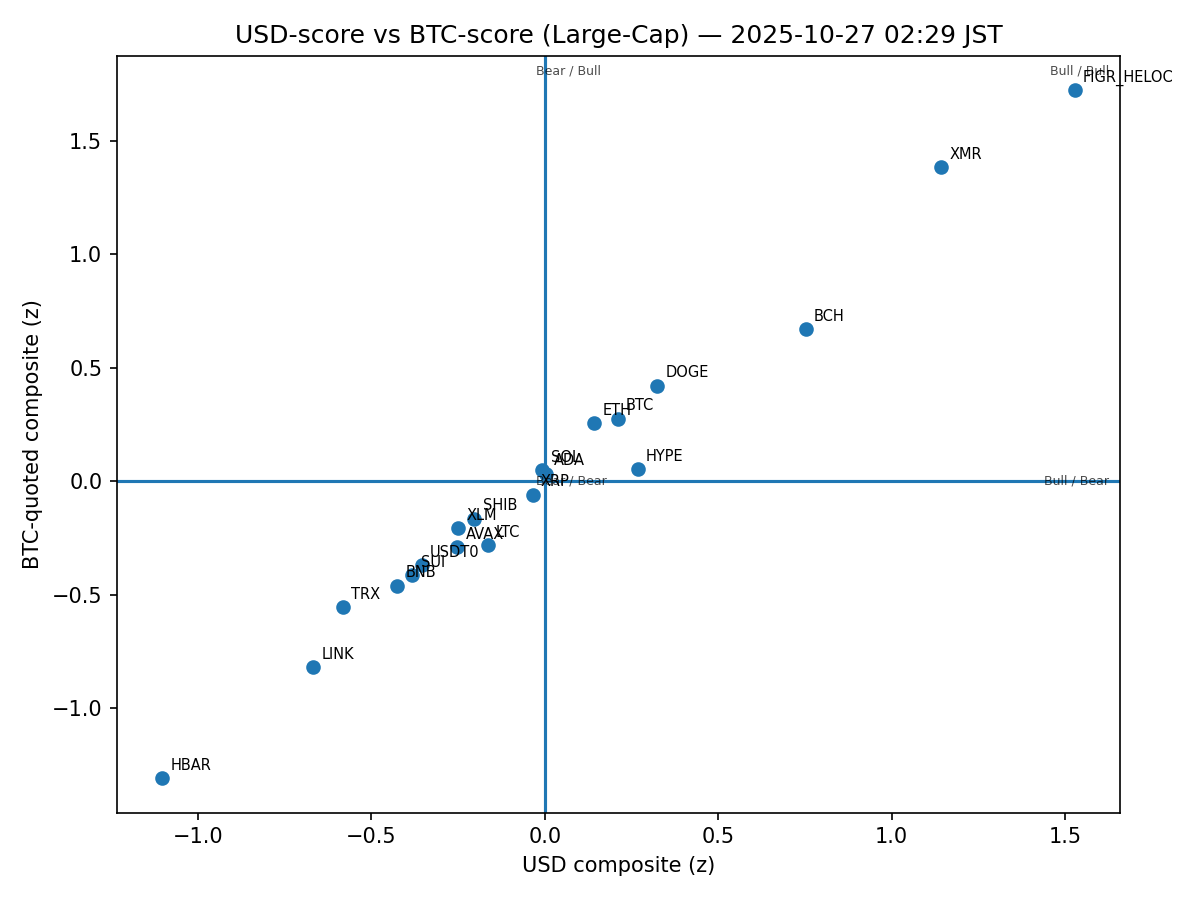 USD-score vs BTC-score (Large-Cap) — 2025-10-27 02:29 JST
Bear / Bull
Bull / Bull
FIGR_HELOC
XMR
BCH
DOGE
BTC
ETH
HYPE
SOL
ADA
XRP
Bear / Bear
Bull / Bear
SHIB
XLM
LTC
AVAX
USDT0
SUI
BNB
TRX
LINK
HBAR
1.5
1.0
0.5
0.0
−0.5
−1.0
BTC-quoted composite (z)
−1.0
−0.5
0.0
0.5
1.0
1.5
USD composite (z)